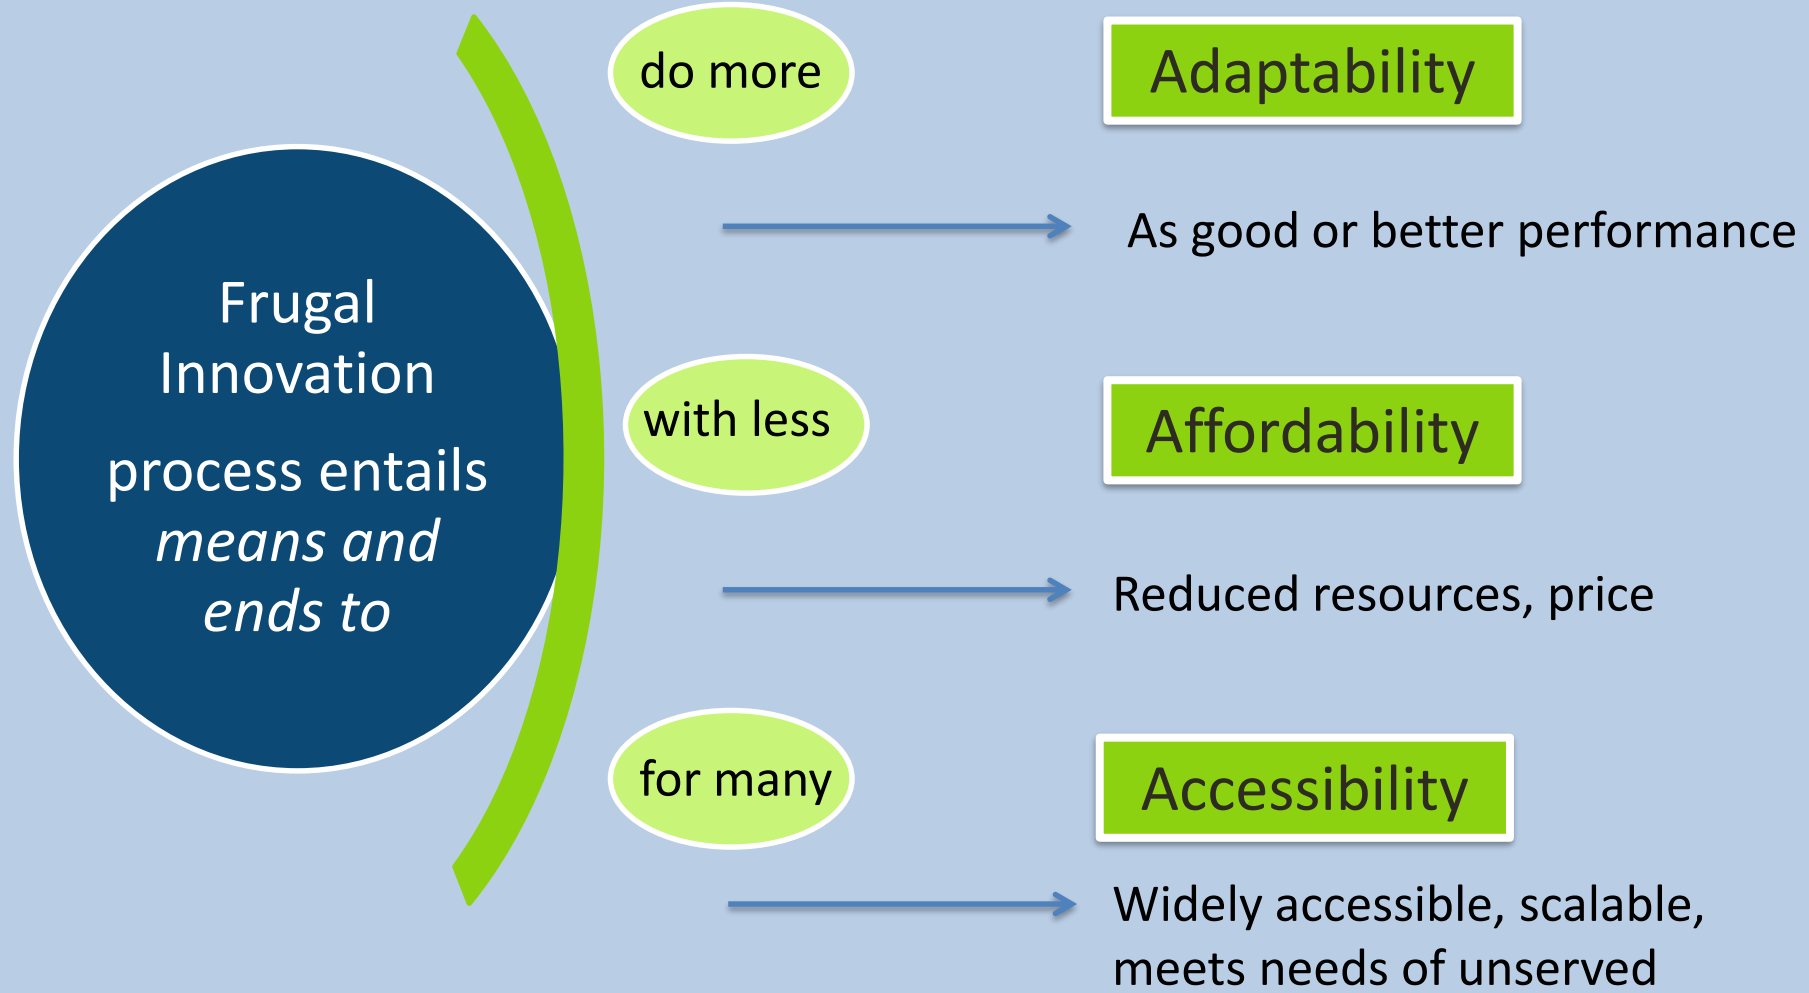 Frugal
Innovation
process entails
means and
ends to
do more
Adaptability
As good or better performance
with less
Affordability
Reduced resources, price
for many
Accessibility
Widely accessible, scalable,
meets needs of unserved